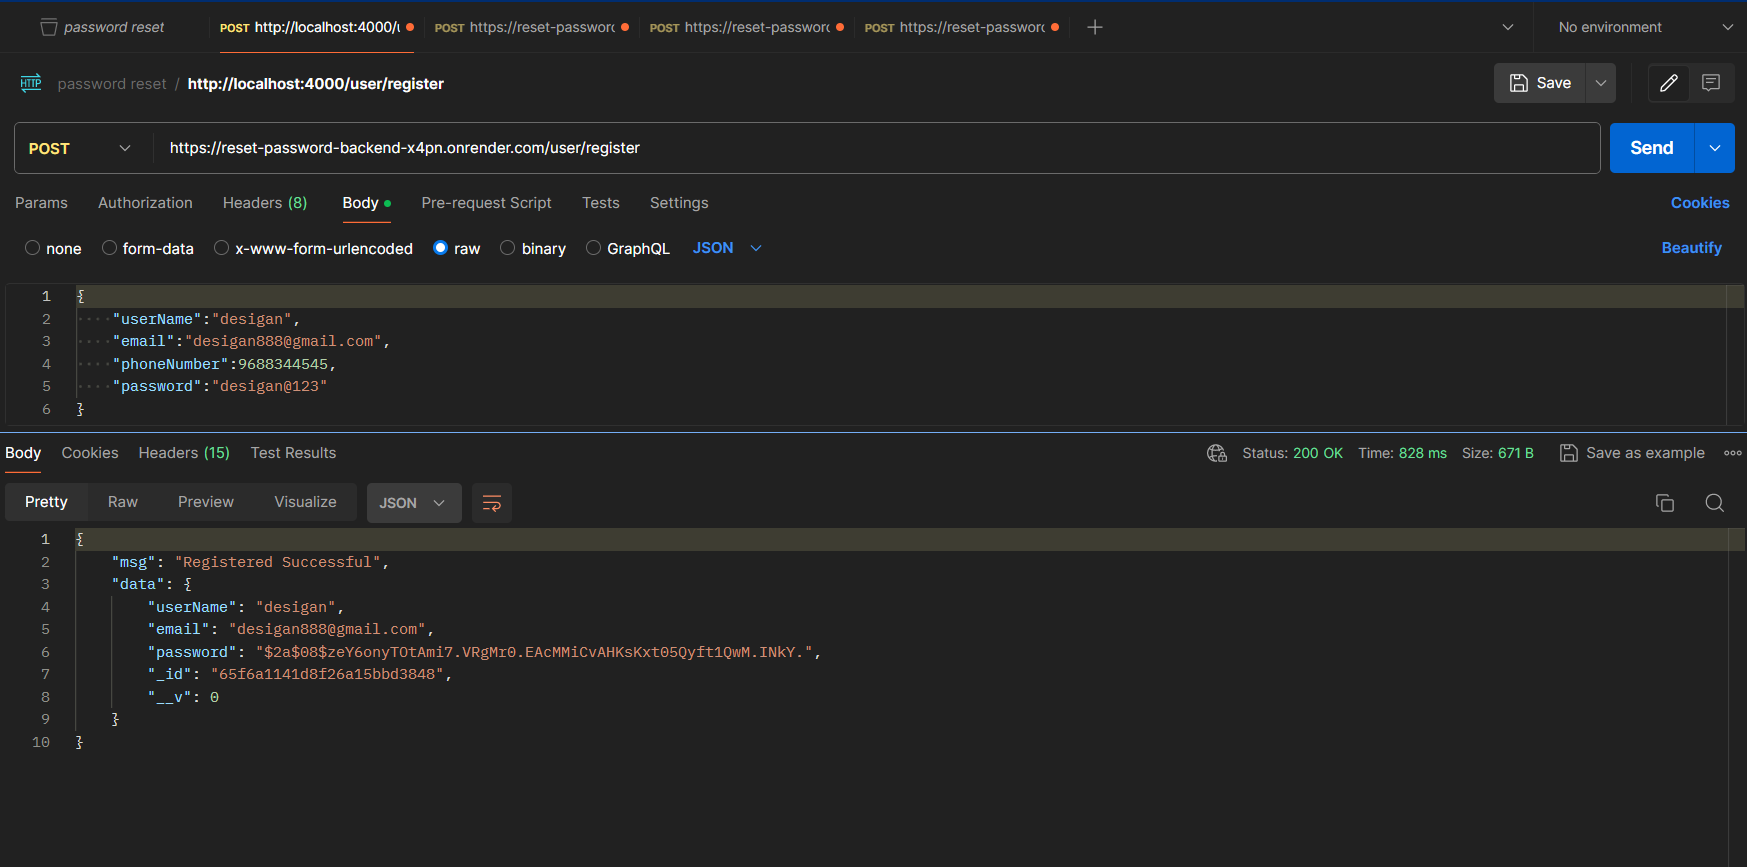 password reset
POST http://localhost:4000/u
POST https://reset-password
POST https://reset-password
POST https://reset-password
No environment
HTTP password reset / http://localhost:4000/user/register
Save
POST https://reset-password-backend-x4pn.onrender.com/user/register
Send
Params Authorization Headers (8) Body Pre-request Script Tests Settings Cookies
none form-data x-www-form-urlencoded raw binary GraphQL JSON Beautify
1 {
2 "userName":"desigan",
3 "email":"desigan888@gmail.com",
4 "phoneNumber":9688344545,
5 "password":"desigan@123"
6 }
Body Cookies Headers (15) Test Results Status: 200 OK Time: 828 ms Size: 671 B Save as example
Pretty Raw Preview Visualize JSON
1 {
2 "msg": "Registered Successful",
3 "data": {
4 "userName": "desigan",
5 "email": "desigan888@gmail.com",
6 "password": "$2a$08$zeY6onyTOtAmi7.VRgMr0.EAcMMiCvAHKsKxt05Qyft1QwM.INkY.",
7 "_id": "65f6a1141d8f26a15bbd3848",
8 "__v": 0
9 }
10 }